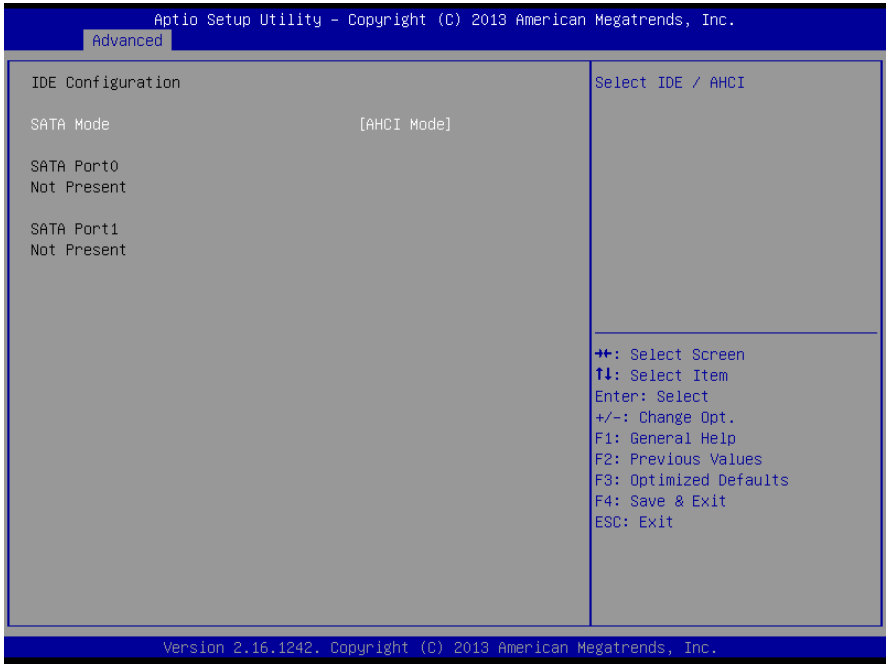 Aptio Setup Utility – Copyright (C) 2013 American Megatrends, Inc.
Advanced
IDE Configuration
SATA Mode [AHCI Mode]
SATA Port0
Not Present
SATA Port1
Not Present
Select IDE / AHCI
→←: Select Screen
↑↓: Select Item
Enter: Select
+/-: Change Opt.
F1: General Help
F2: Previous Values
F3: Optimized Defaults
F4: Save & Exit
ESC: Exit
Version 2.16.1242. Copyright (C) 2013 American Megatrends, Inc.